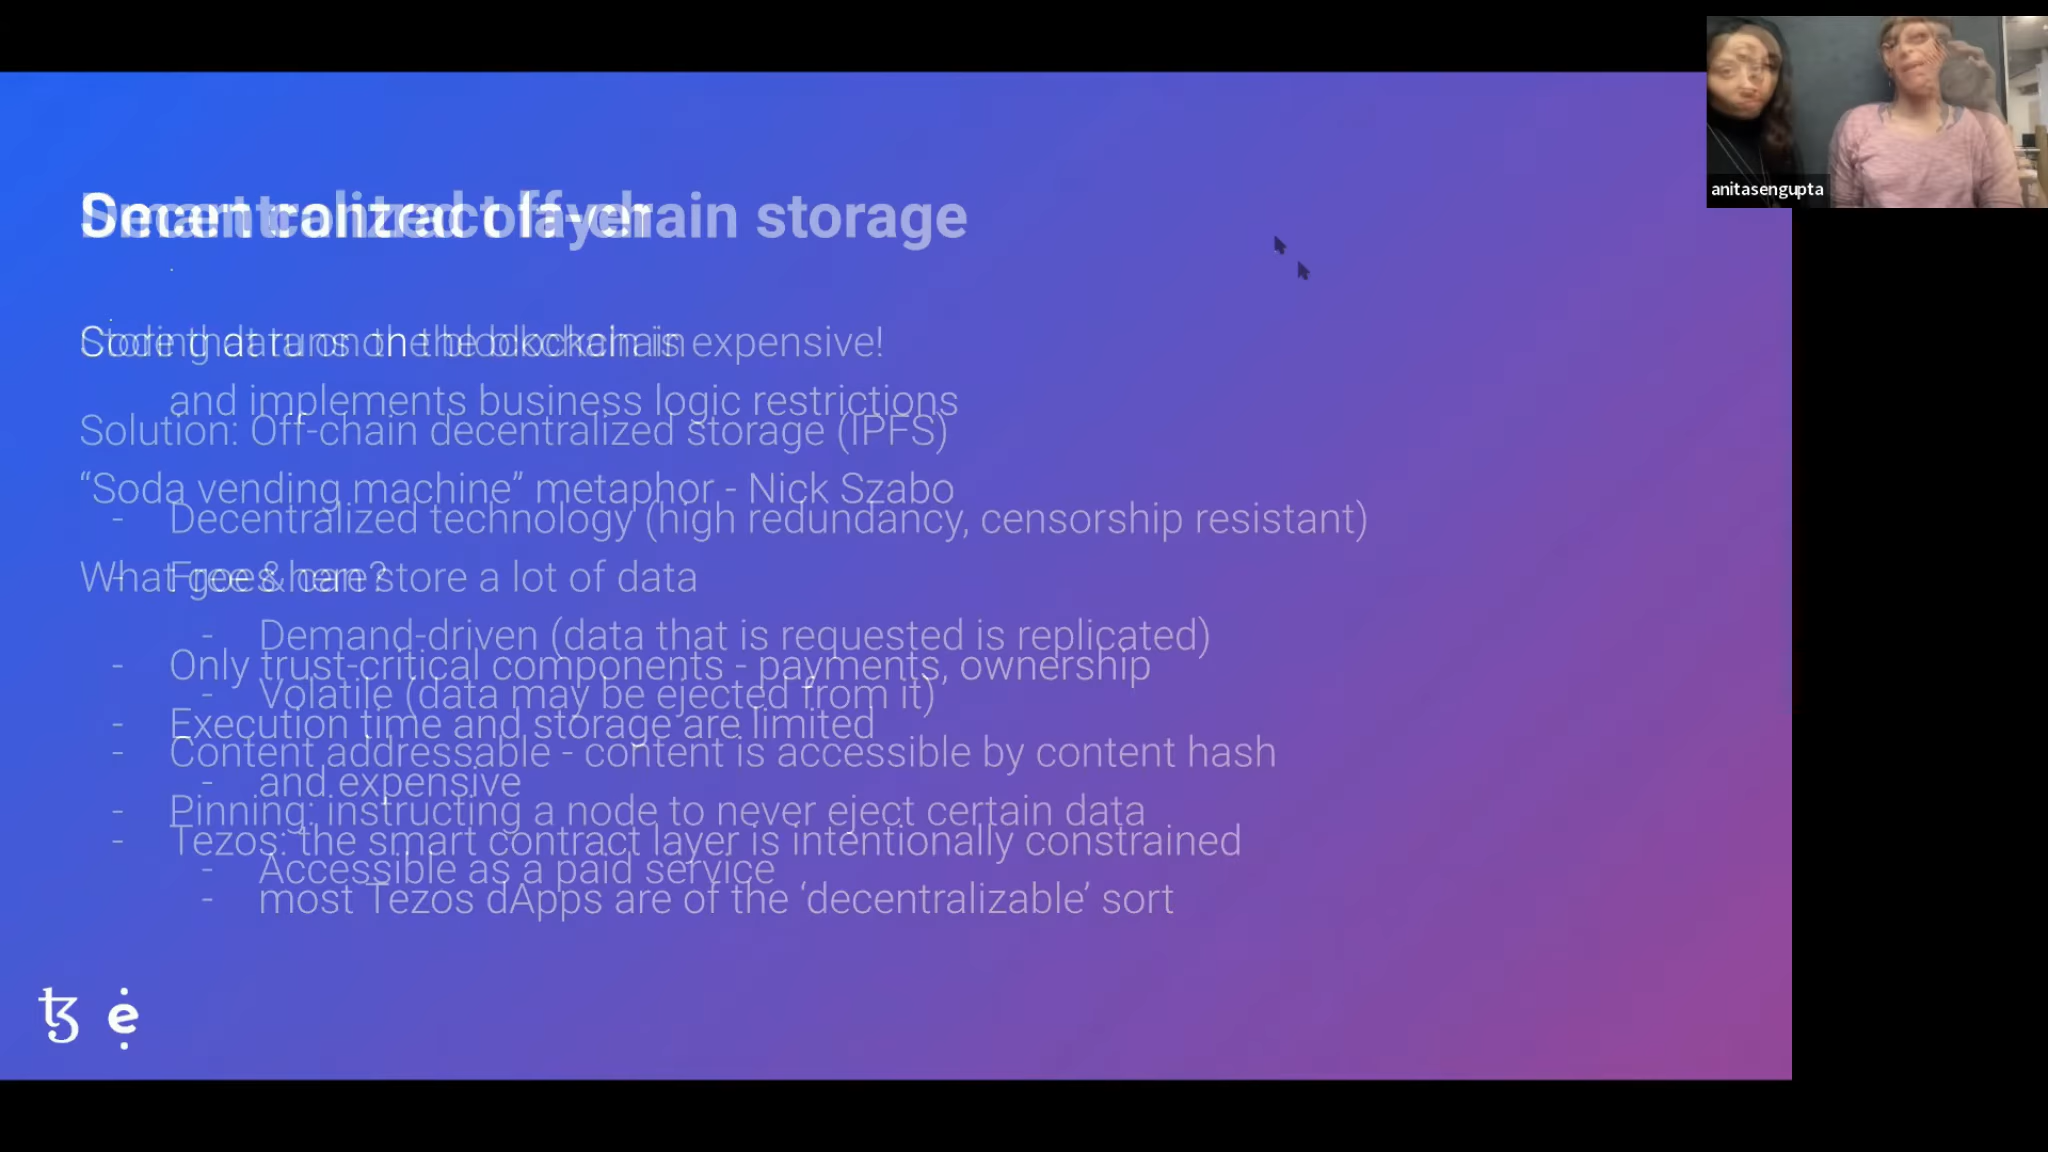 anitasengupta
Smart contract layer
Decentralized off-chain storage
Code that runs on the blockchain
Storing data on the blockchain is expensive!
and implements business logic restrictions
Solution: Off-chain decentralized storage (IPFS)
“Soda vending machine” metaphor - Nick Szabo
- Decentralized technology (high redundancy, censorship resistant)
What goes here?
- Free & can store a lot of data
- Demand-driven (data that is requested is replicated)
- Only trust-critical components - payments, ownership
- Volatile (data may be ejected from it)
- Execution time and storage are limited
- Content addressable - content is accessible by content hash
- and expensive
- Pinning: instructing a node to never eject certain data
- Tezos: the smart contract layer is intentionally constrained
- Accessible as a paid service
- most Tezos dApps are of the ‘decentralizable’ sort